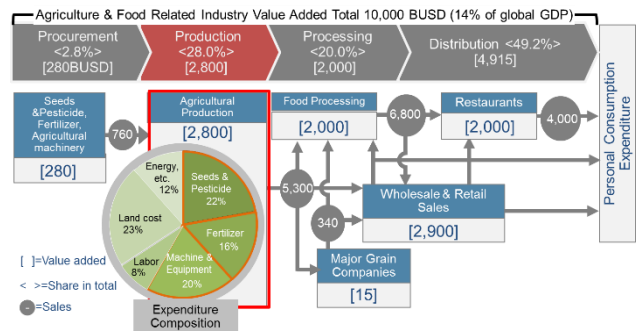 Agriculture & Food Related Industry Value Added Total 10,000 BUSD (14% of global GDP)
Procurement
<2.8%>
[280BUSD]
Production
<28.0%>
[2,800]
Processing
<20.0%>
[2,000]
Distribution <49.2%>
[4,915]
Seeds
&Pesticide,
Fertilizer,
Agricultural
machinery
[280]
760
Agricultural
Production
[2,800]
Food Processing
[2,000]
6,800
Restaurants
[2,000]
4,000
Personal Consumption
Expenditure
Energy,
etc.
12%
Seeds &
Pesticide
22%
Land cost
23%
Fertilizer
16%
Labor
8%
Machine &
Equipment
20%
Expenditure
Composition
5,300
340
Wholesale & Retail
Sales
[2,900]
Major Grain
Companies
[15]
[ ]=Value added
< >=Share in total
-=Sales